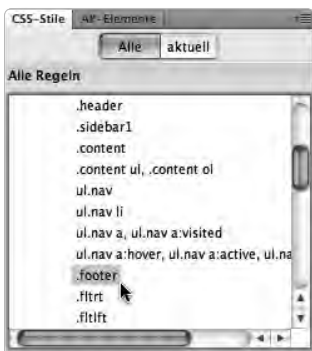 CSS-Stile AP-Elemente
Alle aktuell
Alle Regeln
.header
.sidebar1
.content
.content ul, .content ol
ul.nav
ul.nav li
ul.nav a, ul.nav a:visited
ul.nav a:hover, ul.nav a:active, ul.na
.footer
.fltrt
.fltlft